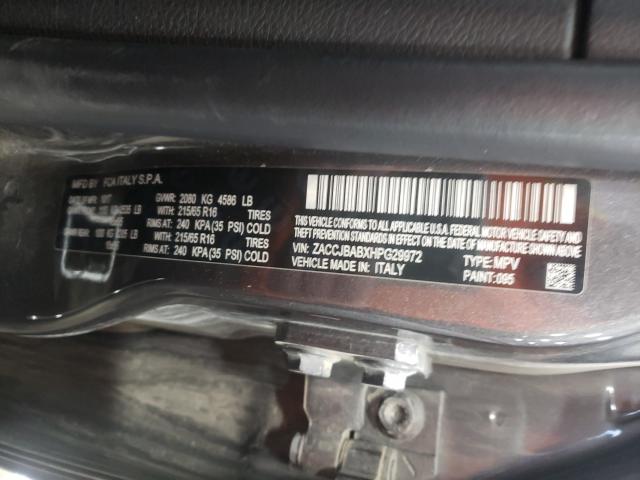 MFD BY FCA ITALY S.P.A.
GVWR: 2080 KG 4586 LB
WITH: 215/65 R16 TIRES
RIMS AT: 240 KPA(35 PSI) COLD
WITH: 215/65 R16 TIRES
RIMS AT: 240 KPA(35 PSI) COLD
THIS VEHICLE CONFORMS TO ALL APPLICABLE U.S.A. FEDERAL MOTOR VEHICLE SAFETY AND
THEFT PREVENTION STANDARDS IN EFFECT ON THE DATE OF MANUFACTURE SHOWN ABOVE.
VIN: ZACCJBABXHPG29972 TYPE: MPV
VEHICLE MADE IN: ITALY PAINT: 095